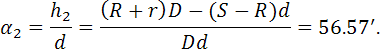 α₂ = h₂/d = ((R + r)D − (S − R)d)/(Dd) = 56.57′.